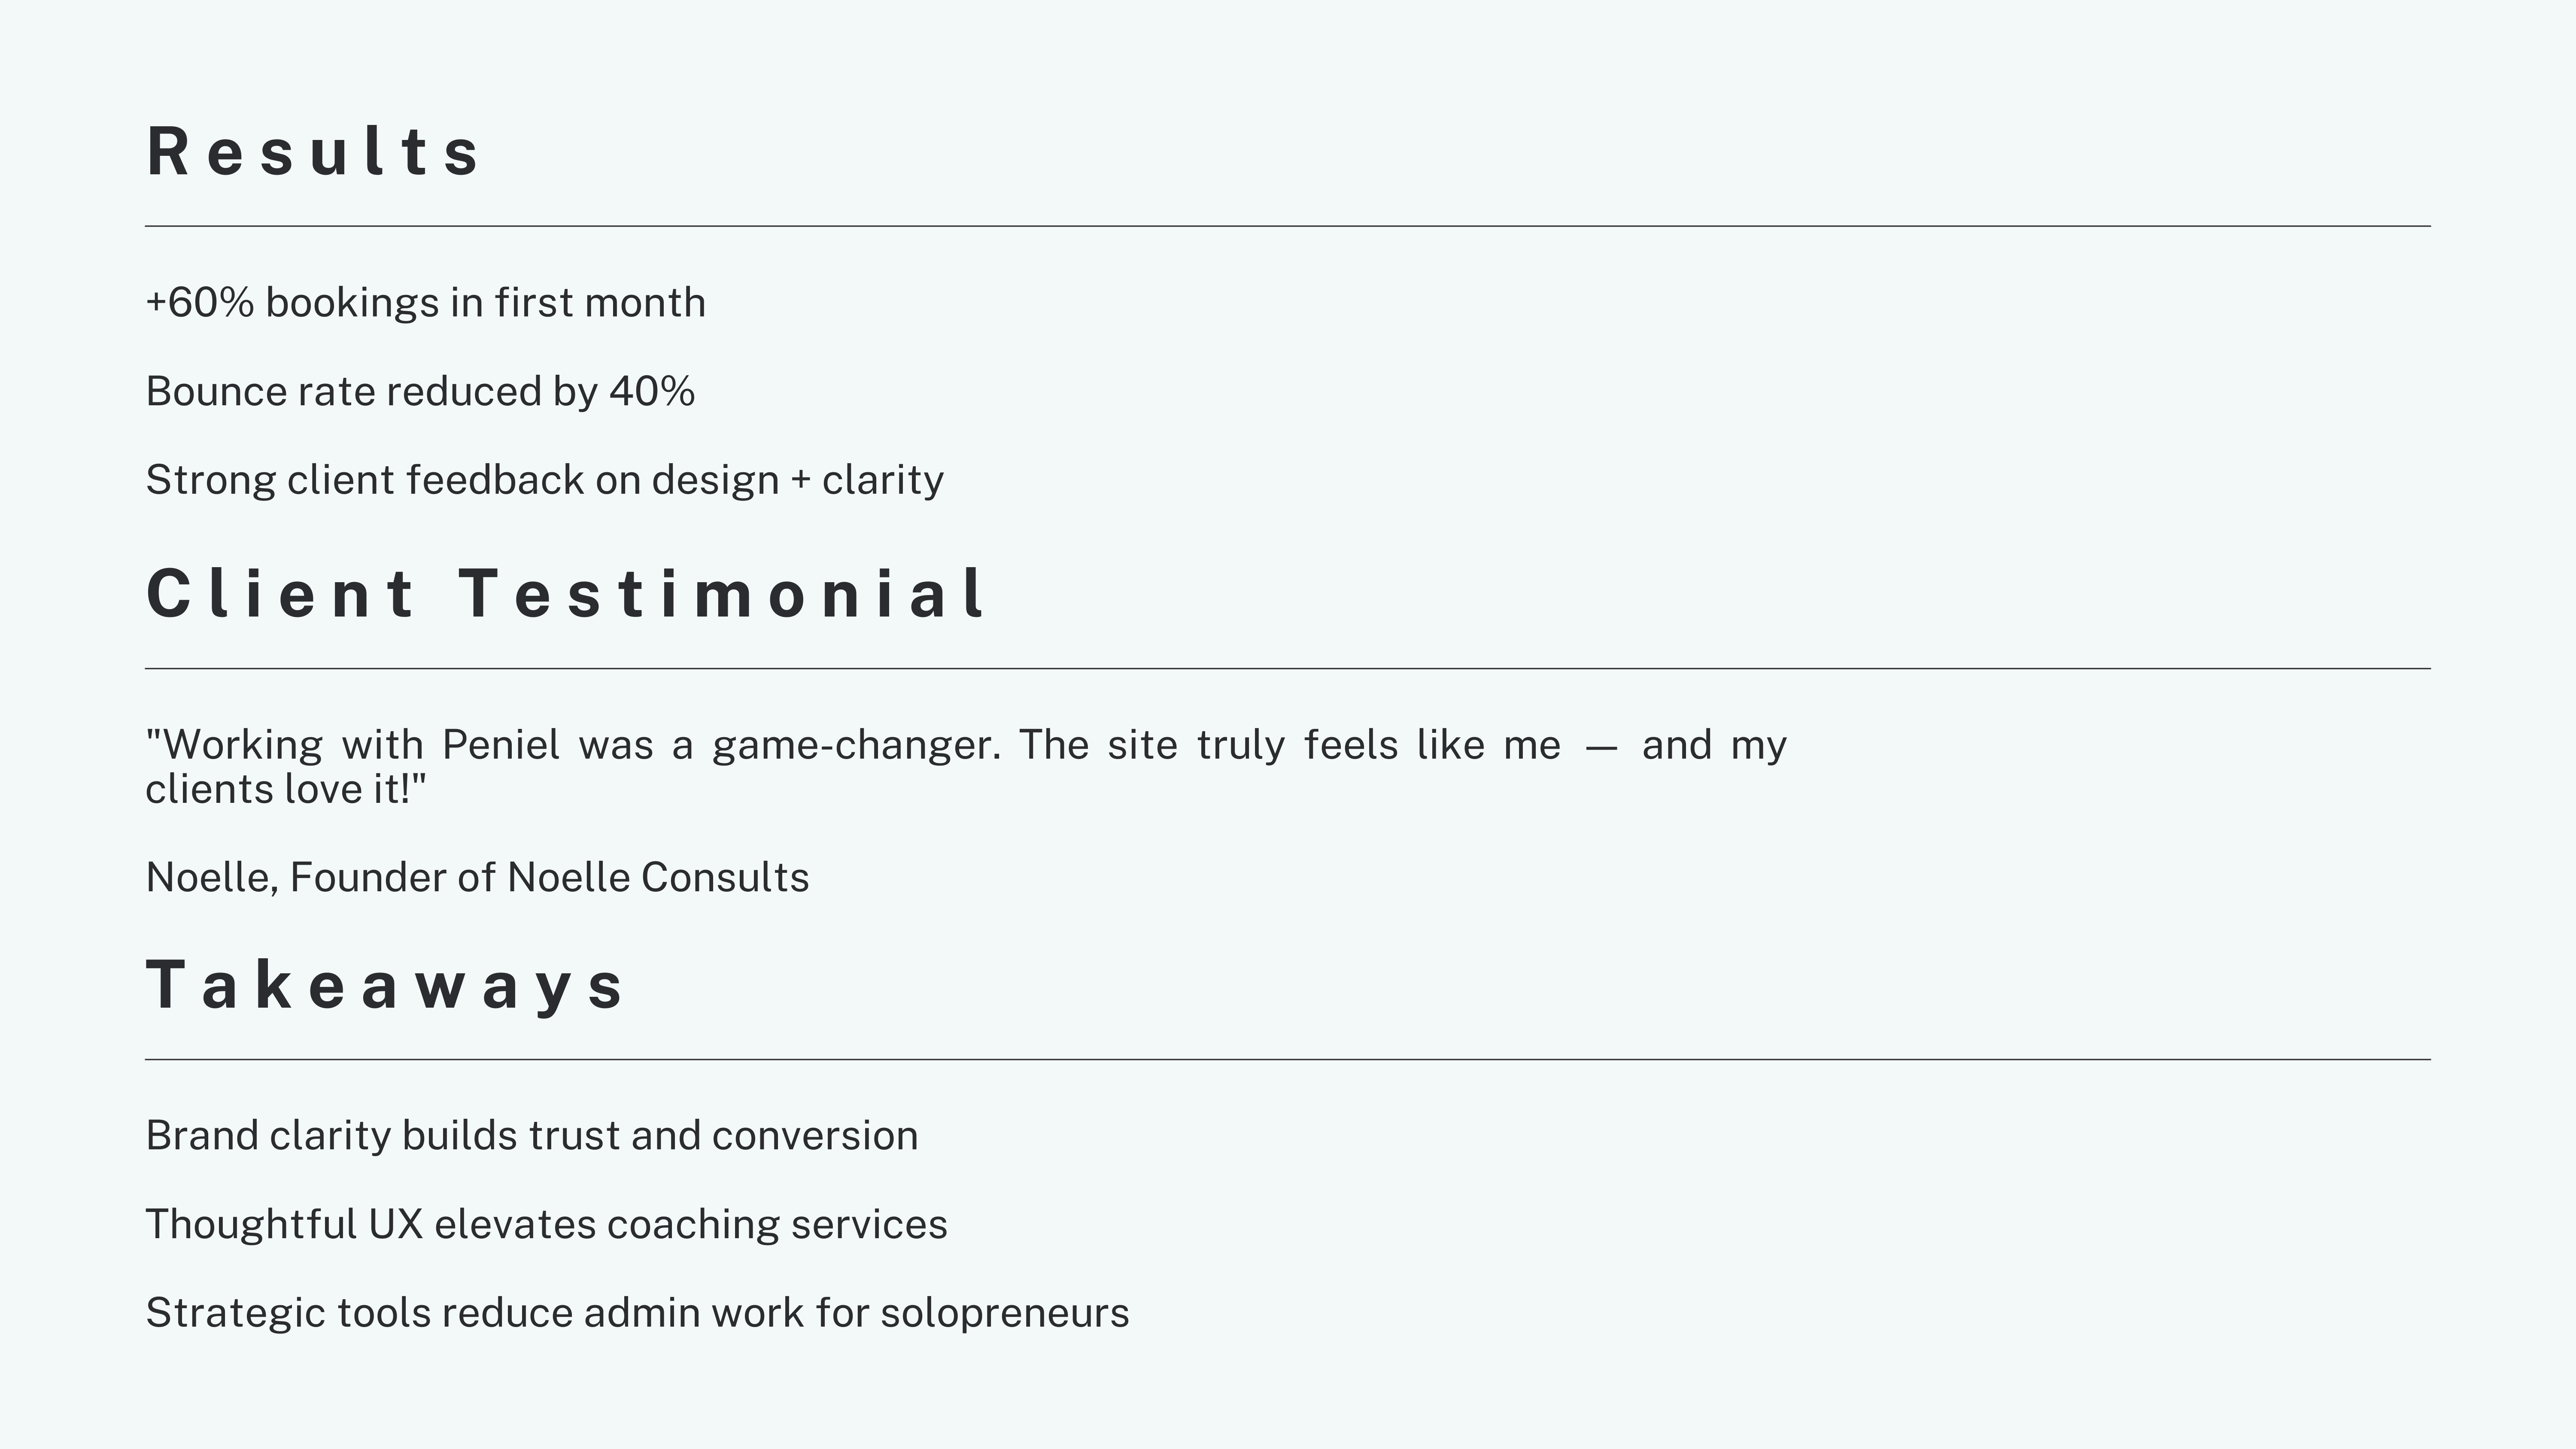 Results
+60% bookings in first month
Bounce rate reduced by 40%
Strong client feedback on design + clarity
Client Testimonial
"Working with Peniel was a game-changer. The site truly feels like me — and my
clients love it!"
Noelle, Founder of Noelle Consults
Takeaways
Brand clarity builds trust and conversion
Thoughtful UX elevates coaching services
Strategic tools reduce admin work for solopreneurs